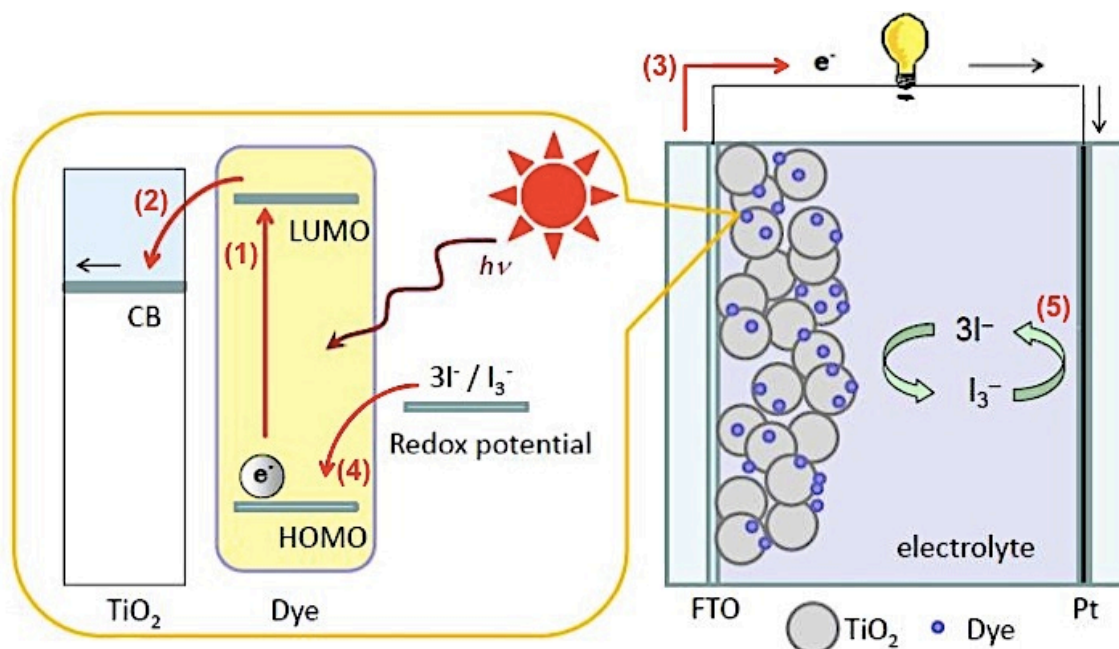 (3)
e⁻
(2)
LUMO
(1)
hν
CB
3I⁻ / I₃⁻
Redox potential
(4)
e⁻
HOMO
TiO₂
Dye
3I⁻
(5)
I₃⁻
electrolyte
FTO
Pt
TiO₂
Dye